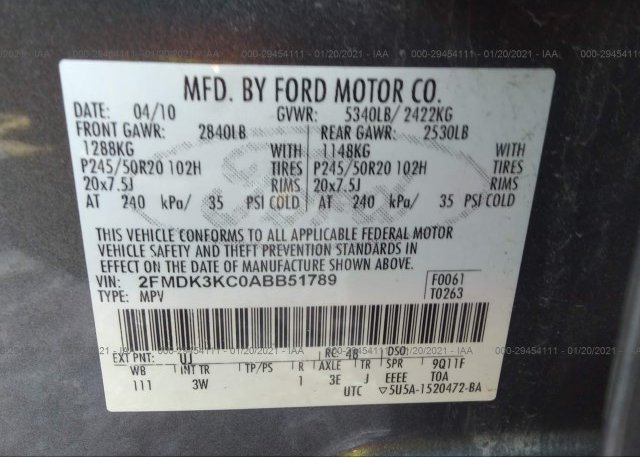 000-29454111 - 01/20/2021 - IAA
MFD. BY FORD MOTOR CO.
DATE: 04/10 GVWR: 5340LB/ 2422KG
FRONT GAWR: 2840LB REAR GAWR: 2530LB
1288KG WITH 1148KG WITH
P245/50R20 102H TIRES P245/50R20 102H TIRES
20x7.5J RIMS 20x7.5J RIMS
AT 240 kPa/ 35 PSI COLD AT 240 kPa/ 35 PSI COLD
THIS VEHICLE CONFORMS TO ALL APPLICABLE FEDERAL MOTOR
VEHICLE SAFETY AND THEFT PREVENTION STANDARDS IN
EFFECT ON THE DATE OF MANUFACTURE SHOWN ABOVE.
VIN: 2FMDK3KC0ABB51789 F0061
TYPE: MPV T0263
EXT PNT: UJ RC: 48 DSO:
WB INT TR TP/PS R AXLE TR SPR 9Q11F
111 3W 1 3E J EEEE TOA
UTC ▽5U5A-1520472-BA